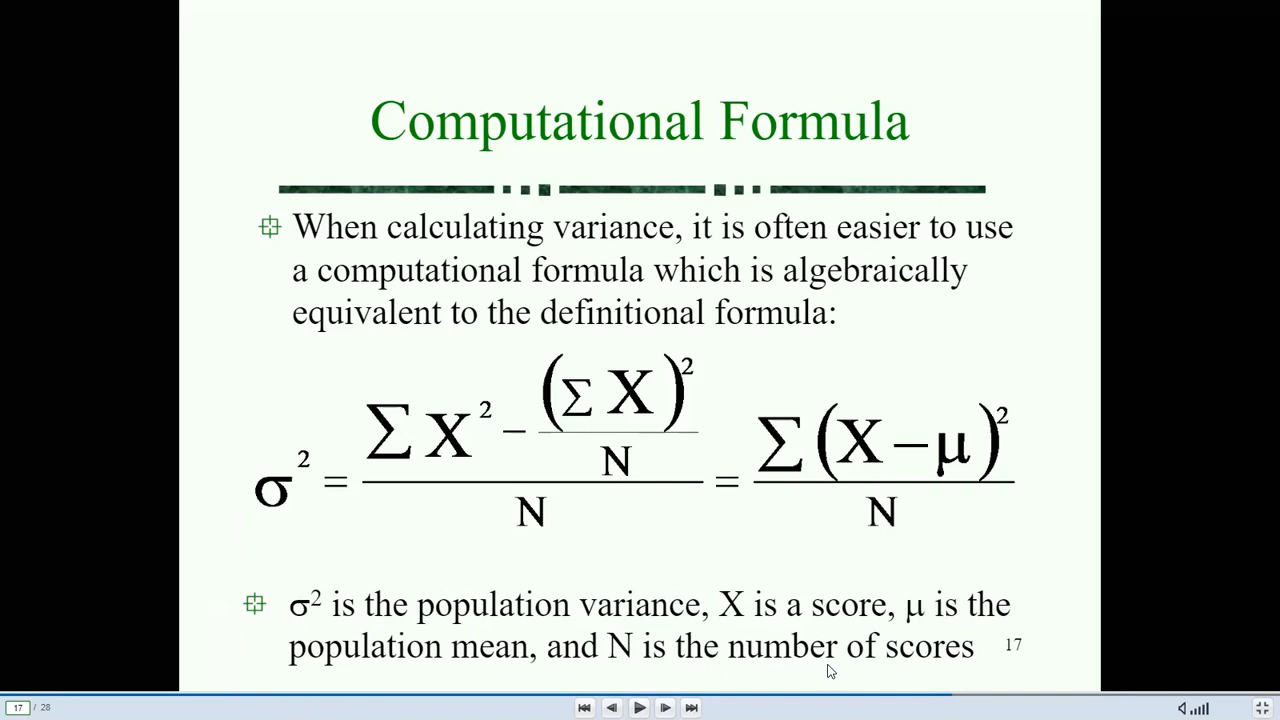 Computational Formula
When calculating variance, it is often easier to use
a computational formula which is algebraically
equivalent to the definitional formula:
σ² = (∑X² − (∑X)²/N)/N = ∑(X − μ)²/N
σ² is the population variance, X is a score, μ is the
population mean, and N is the number of scores
17
17 / 28